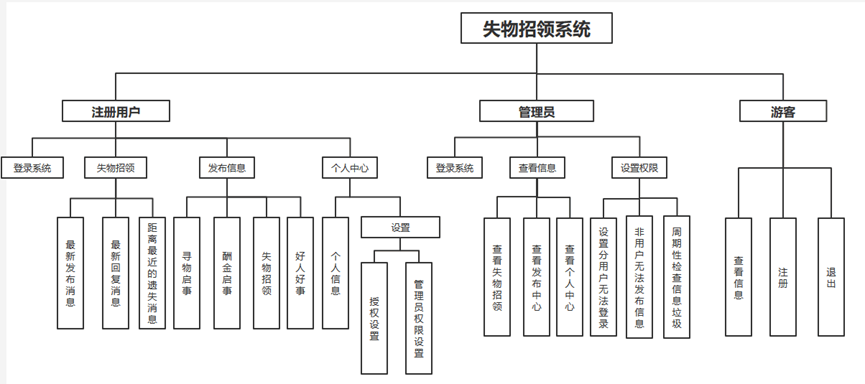 失物招领系统
注册用户
管理员
游客
登录系统
失物招领
发布信息
个人中心
登录系统
查看信息
设置权限
设置
最新发布消息
最新回复消息
距离最近的遗失消息
寻物启事
酬金启事
失物招领
好人好事
个人信息
授权设置
管理员权限设置
查看失物招领
查看发布中心
查看个人中心
设置分用户无法登录
非用户无法发布信息
周期性检查信息垃圾
查看信息
注册
退出